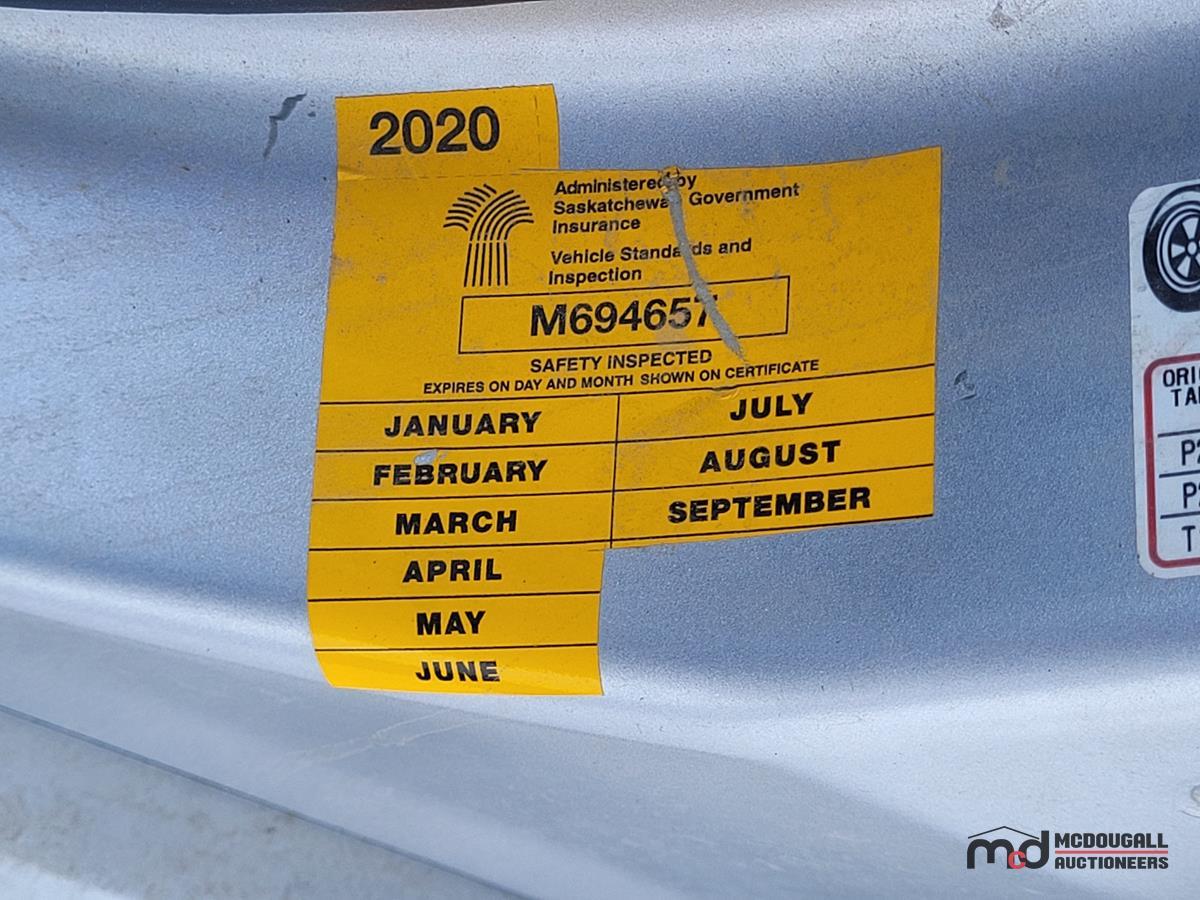 2020
Administered by
Saskatchewan Government
Insurance
Vehicle Standards and
Inspection
M694657
SAFETY INSPECTED
EXPIRES ON DAY AND MONTH SHOWN ON CERTIFICATE
JANUARY
JULY
FEBRUARY
AUGUST
MARCH
SEPTEMBER
APRIL
MAY
JUNE
mcd
MCDOUGALL
AUCTIONEERS